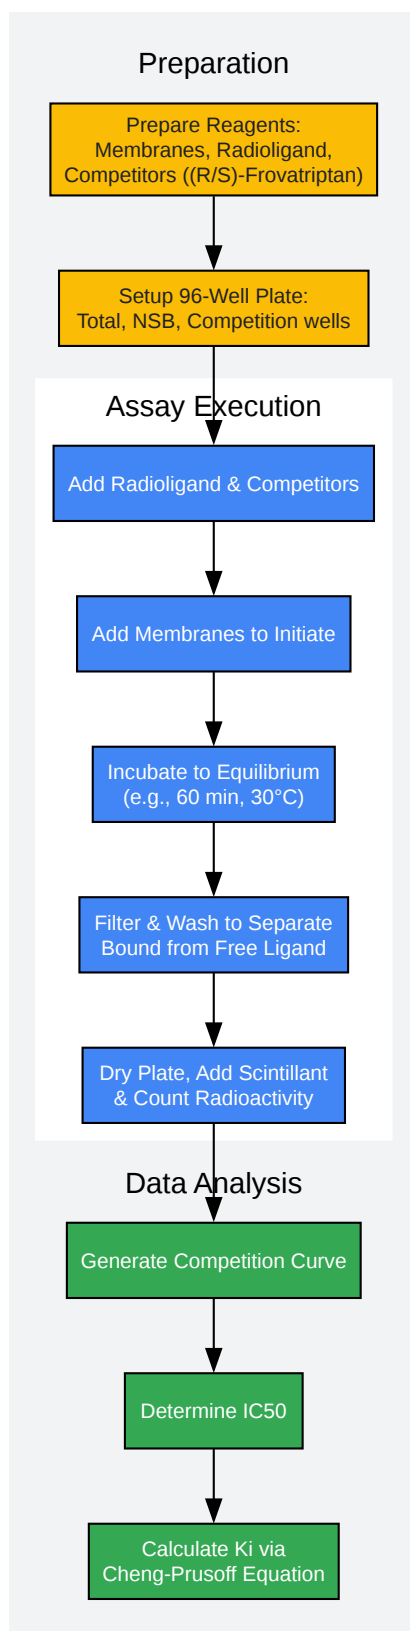 Preparation
Prepare Reagents:
Membranes, Radioligand,
Competitors ((R/S)-Frovatriptan)
Setup 96-Well Plate:
Total, NSB, Competition wells
Assay Execution
Add Radioligand & Competitors
Add Membranes to Initiate
Incubate to Equilibrium
(e.g., 60 min, 30°C)
Filter & Wash to Separate
Bound from Free Ligand
Dry Plate, Add Scintillant
& Count Radioactivity
Data Analysis
Generate Competition Curve
Determine IC50
Calculate Ki via
Cheng-Prusoff Equation